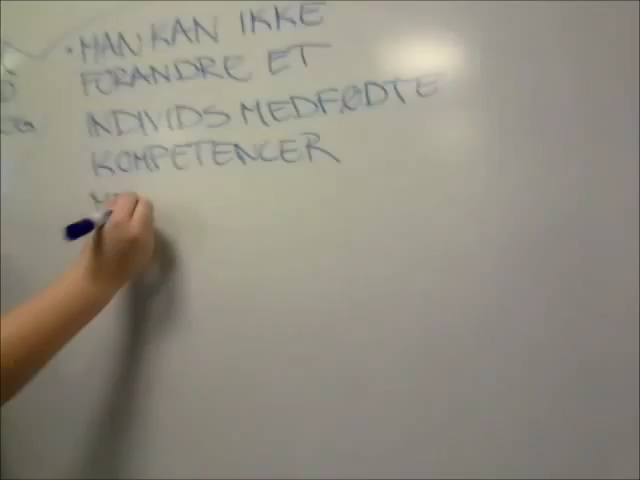 • MAN KAN IKKE
FORANDRE ET
INDIVIDS MEDFØDTE
KOMPETENCER